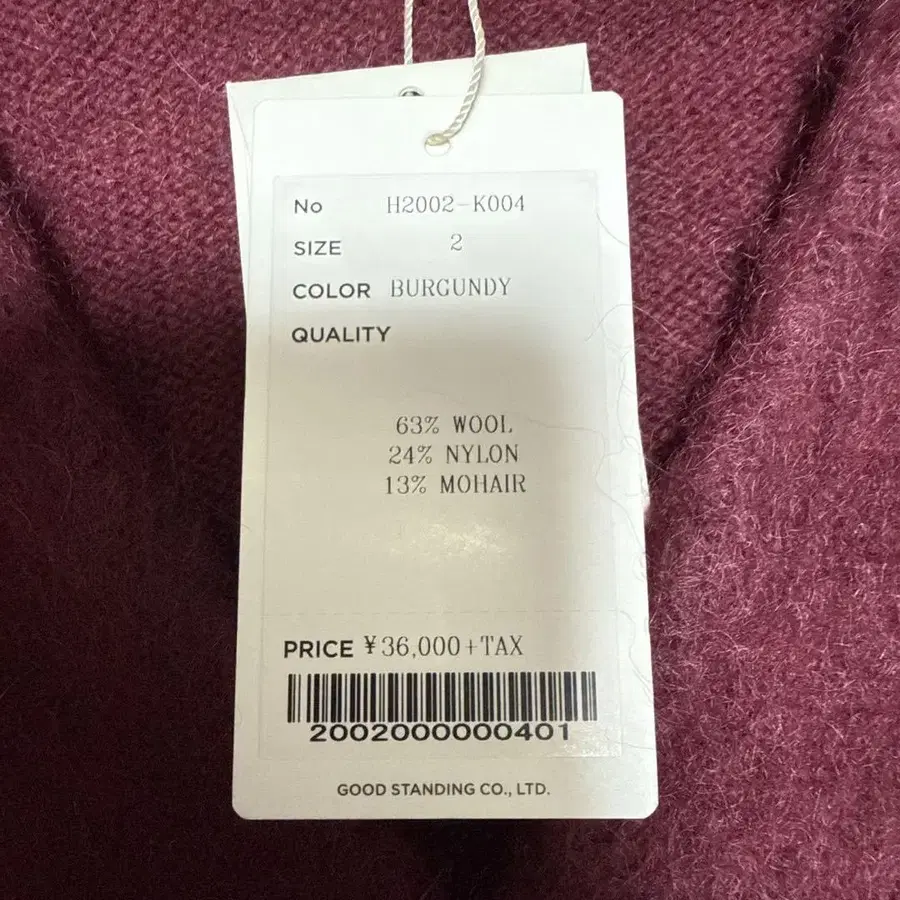 No H2002-K004
SIZE 2
COLOR BURGUNDY
QUALITY
63% WOOL
24% NYLON
13% MOHAIR
PRICE ¥36,000+TAX
2002000000401
GOOD STANDING CO., LTD.